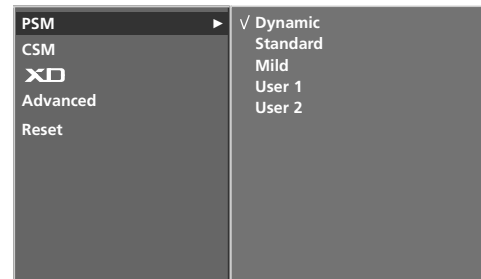 PSM ►
CSM
XD
Advanced
Reset
√ Dynamic
Standard
Mild
User 1
User 2